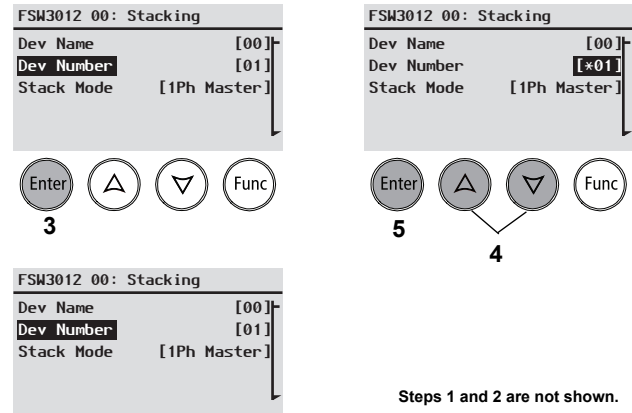 FSW3012 00: Stacking
Dev Name [00]
Dev Number [01]
Stack Mode [1Ph Master]
Enter Func
3
FSW3012 00: Stacking
Dev Name [00]
Dev Number [*01]
Stack Mode [1Ph Master]
Enter Func
5
4
FSW3012 00: Stacking
Dev Name [00]
Dev Number [01]
Stack Mode [1Ph Master]
Steps 1 and 2 are not shown.